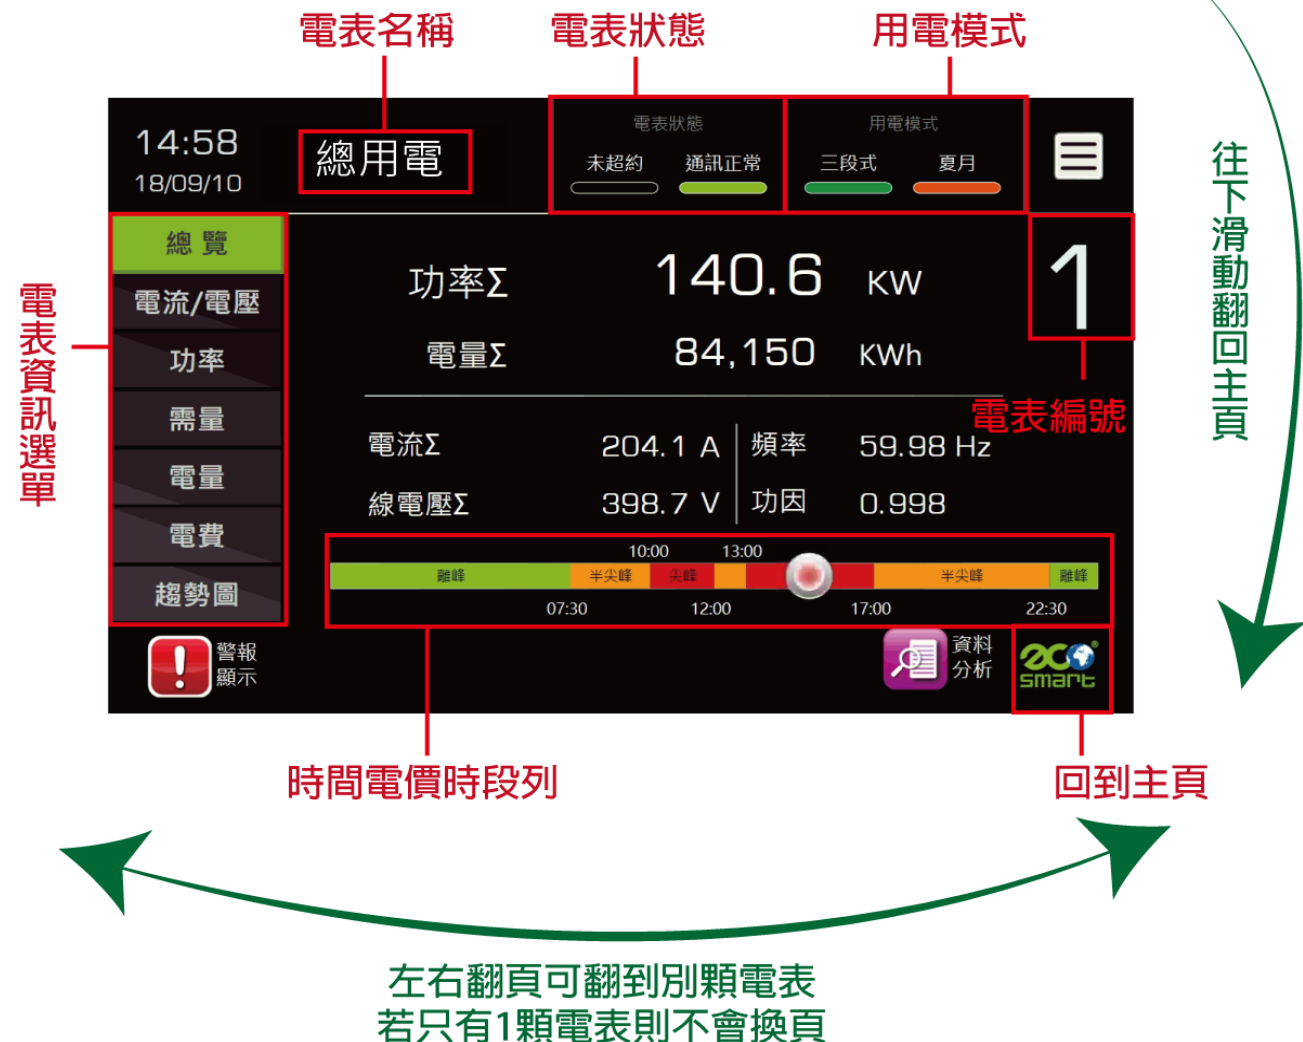 電表名稱
電表狀態
用電模式
14:58
18/09/10
總用電
電表狀態
未超約
通訊正常
用電模式
三段式
夏月
往下滑動翻回主頁
電表資訊選單
總 覽
電流/電壓
功率
需量
電量
電費
趨勢圖
功率Σ 140.6 KW
電量Σ 84,150 KWh
1
電表編號
電流Σ 204.1 A
頻率 59.98 Hz
線電壓Σ 398.7 V
功因 0.998
10:00 13:00
離峰 半尖峰 尖峰 半尖峰 離峰
07:30 12:00 17:00 22:30
警報
顯示
資料
分析
eco®
smart
時間電價時段列
回到主頁
左右翻頁可翻到別顆電表
若只有1顆電表則不會換頁